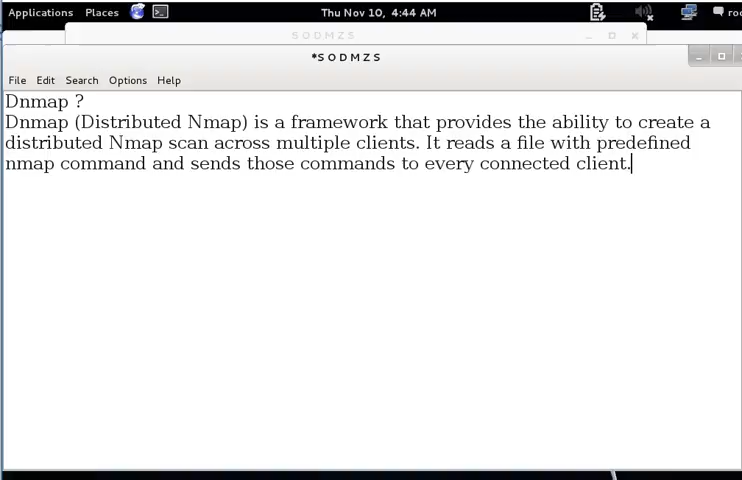 Applications Places Thu Nov 10, 4:44 AM
S O D M Z S
*S O D M Z S
File Edit Search Options Help
Dnmap ?
Dnmap (Distributed Nmap) is a framework that provides the ability to create a
distributed Nmap scan across multiple clients. It reads a file with predefined
nmap command and sends those commands to every connected client.